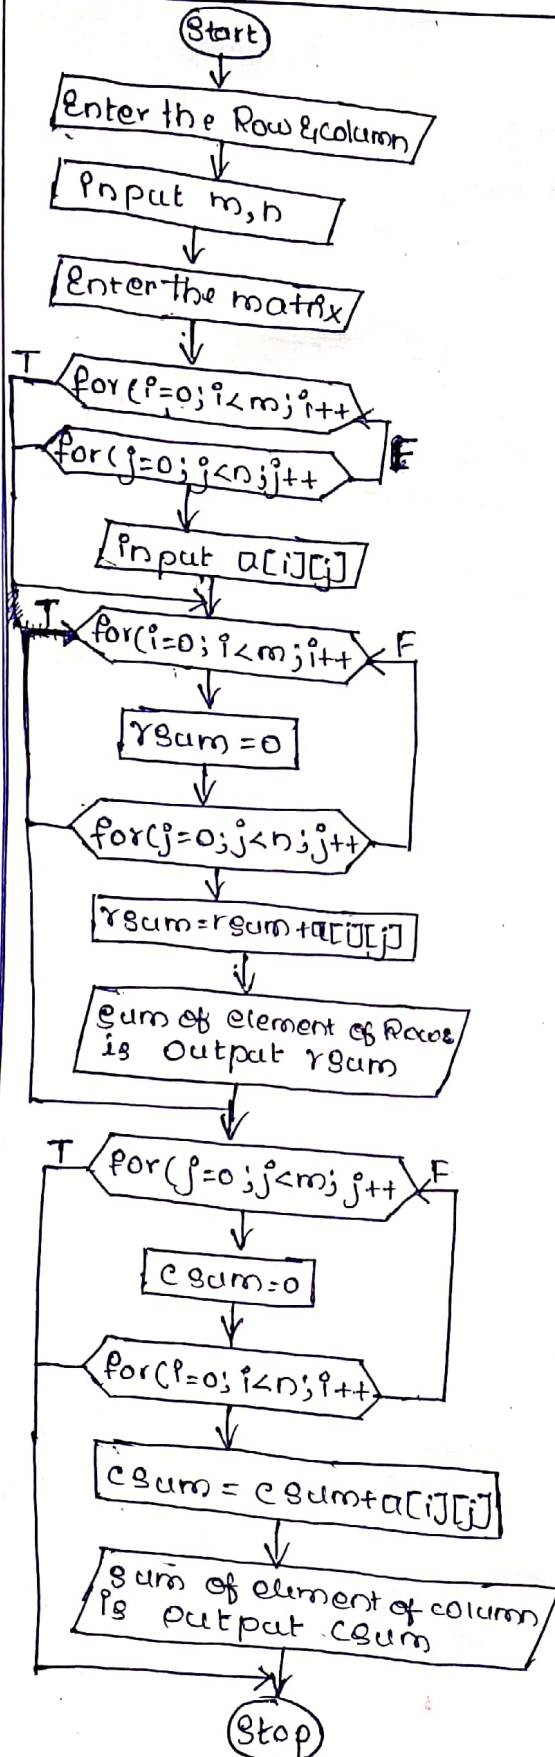 Start
Enter the Row & column
input m,n
Enter the matrix
T
for(i=0; i<m; i++
for(j=0; j<n; j++
F
input a[i][j]
T
for(i=0; i<m; i++
F
rsum=0
for(j=0; j<n; j++
rsum=rsum+a[i][j]
sum of element of Rows
is output rsum
T
for(j=0; j<m; j++
F
csum=0
for(i=0; i<n; i++
csum = csum+a[i][j]
sum of element of column
is output csum
Stop